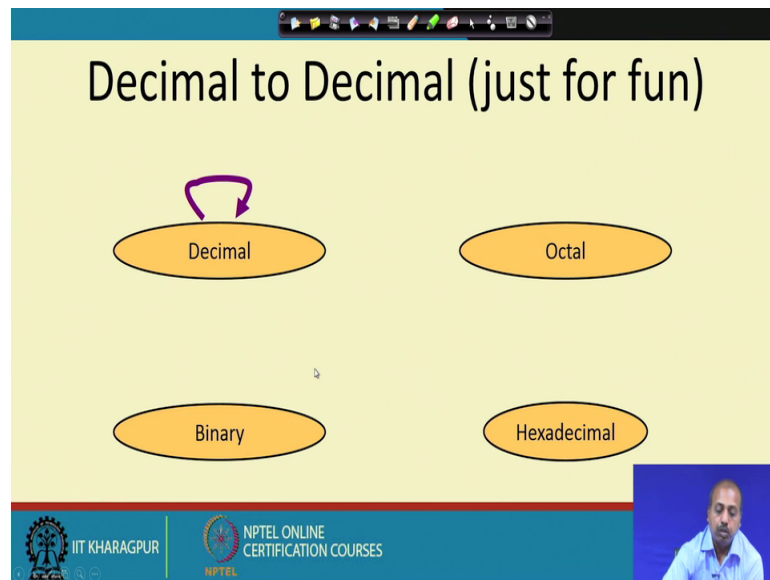 Decimal to Decimal (just for fun)
Decimal
Octal
Binary
Hexadecimal
IIT KHARAGPUR
NPTEL
NPTEL ONLINE
CERTIFICATION COURSES